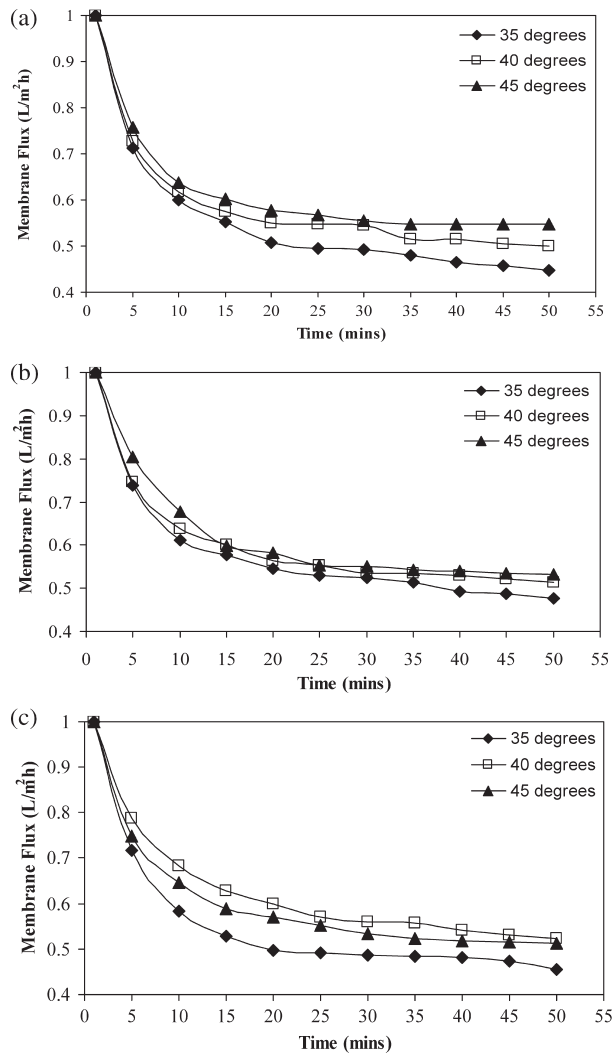 (a)
35 degrees
40 degrees
45 degrees
Membrane Flux (L/m²h)
1
0.9
0.8
0.7
0.6
0.5
0.4
0 5 10 15 20 25 30 35 40 45 50 55
Time (mins)
(b)
35 degrees
40 degrees
45 degrees
Membrane Flux (L/m²h)
1
0.9
0.8
0.7
0.6
0.5
0.4
0 5 10 15 20 25 30 35 40 45 50 55
Time (mins)
(c)
35 degrees
40 degrees
45 degrees
Membrane Flux (L/m²h)
1
0.9
0.8
0.7
0.6
0.5
0.4
0 5 10 15 20 25 30 35 40 45 50 55
Time (mins)